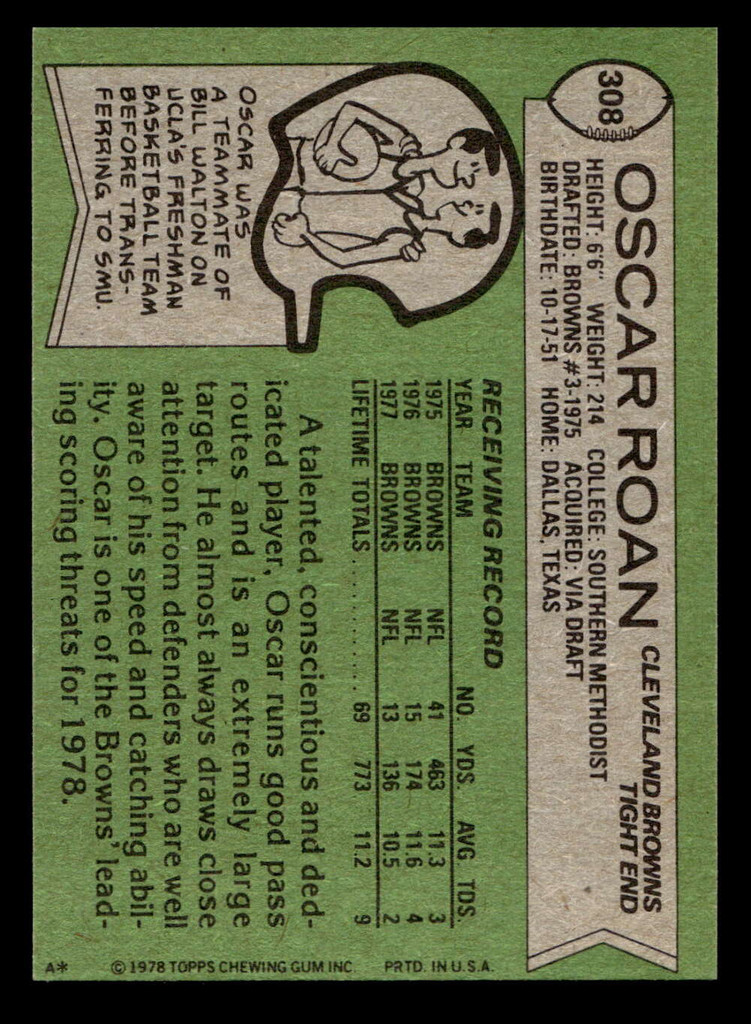 308
OSCAR ROAN
CLEVELAND BROWNS
TIGHT END
HEIGHT: 6'6" WEIGHT: 214 COLLEGE: SOUTHERN METHODIST
DRAFTED: BROWNS #3-1975 ACQUIRED: VIA DRAFT
BIRTHDATE: 10-17-51 HOME: DALLAS, TEXAS
OSCAR WAS
A TEAMMATE OF
BILL WALTON ON
UCLA'S FRESHMAN
BASKETBALL TEAM
BEFORE TRANS-
FERRING TO SMU.
RECEIVING RECORD
YEAR TEAM NO. YDS. AVG TDS.
1975 BROWNS NFL 41 463 11.3 3
1976 BROWNS NFL 15 174 11.6 4
1977 BROWNS NFL 13 136 10.5 2
LIFETIME TOTALS ............. 69 773 11.2 9
A talented, conscientious and ded-
icated player, Oscar runs good pass
routes and is an extremely large
target. He almost always draws close
attention from defenders who are well
aware of his speed and catching abil-
ity. Oscar is one of the Browns' lead-
ing scoring threats for 1978.
A* © 1978 TOPPS CHEWING GUM INC. PRTD. IN U.S.A.